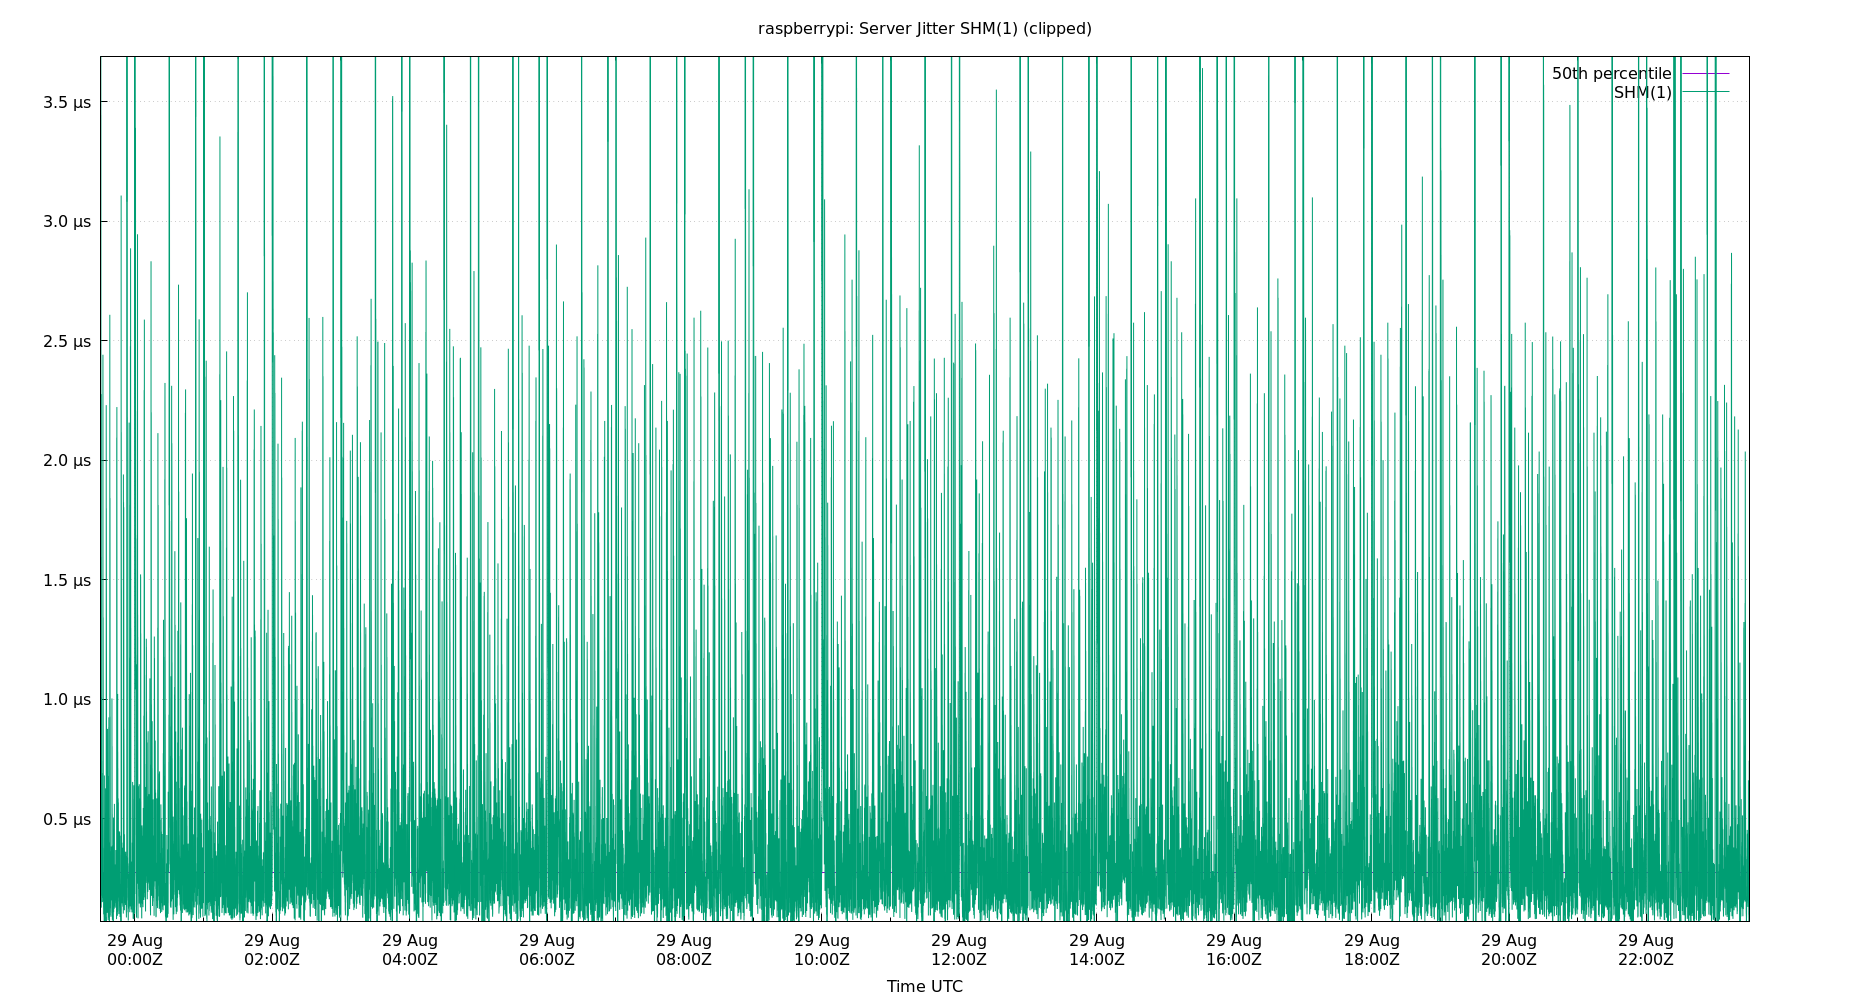 raspberrypi: Server Jitter SHM(1) (clipped)
50th percentile
SHM(1)
3.5 µs
3.0 µs
2.5 µs
2.0 µs
1.5 µs
1.0 µs
0.5 µs
29 Aug 29 Aug 29 Aug 29 Aug 29 Aug 29 Aug 29 Aug 29 Aug 29 Aug 29 Aug 29 Aug 29 Aug
00:00Z 02:00Z 04:00Z 06:00Z 08:00Z 10:00Z 12:00Z 14:00Z 16:00Z 18:00Z 20:00Z 22:00Z
Time UTC